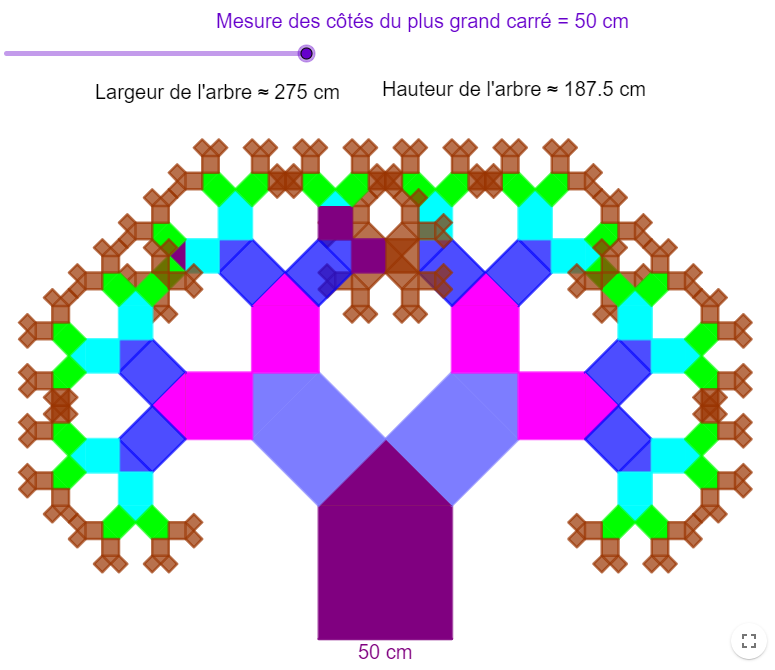 Mesure des côtés du plus grand carré = 50 cm
Largeur de l'arbre ≈ 275 cm
Hauteur de l'arbre ≈ 187.5 cm
50 cm